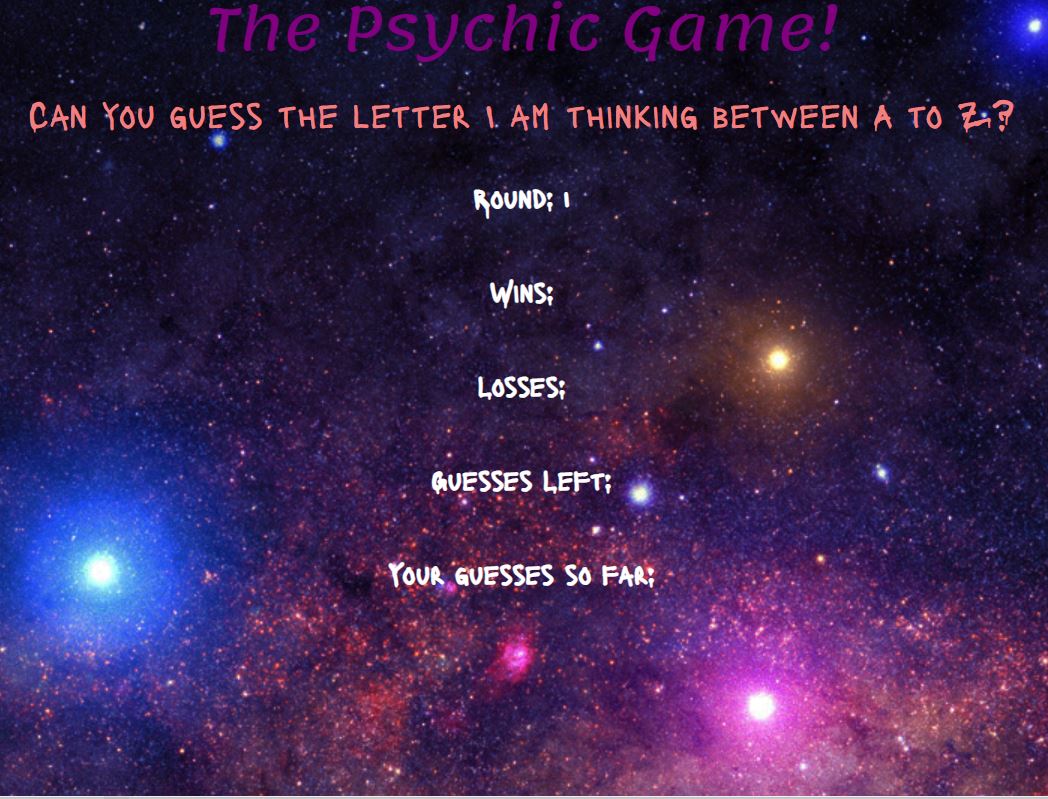 The Psychic Game!
Can you guess the letter I am thinking between A to Z?
Round: 1
Wins:
Losses:
Guesses Left:
Your guesses so far: